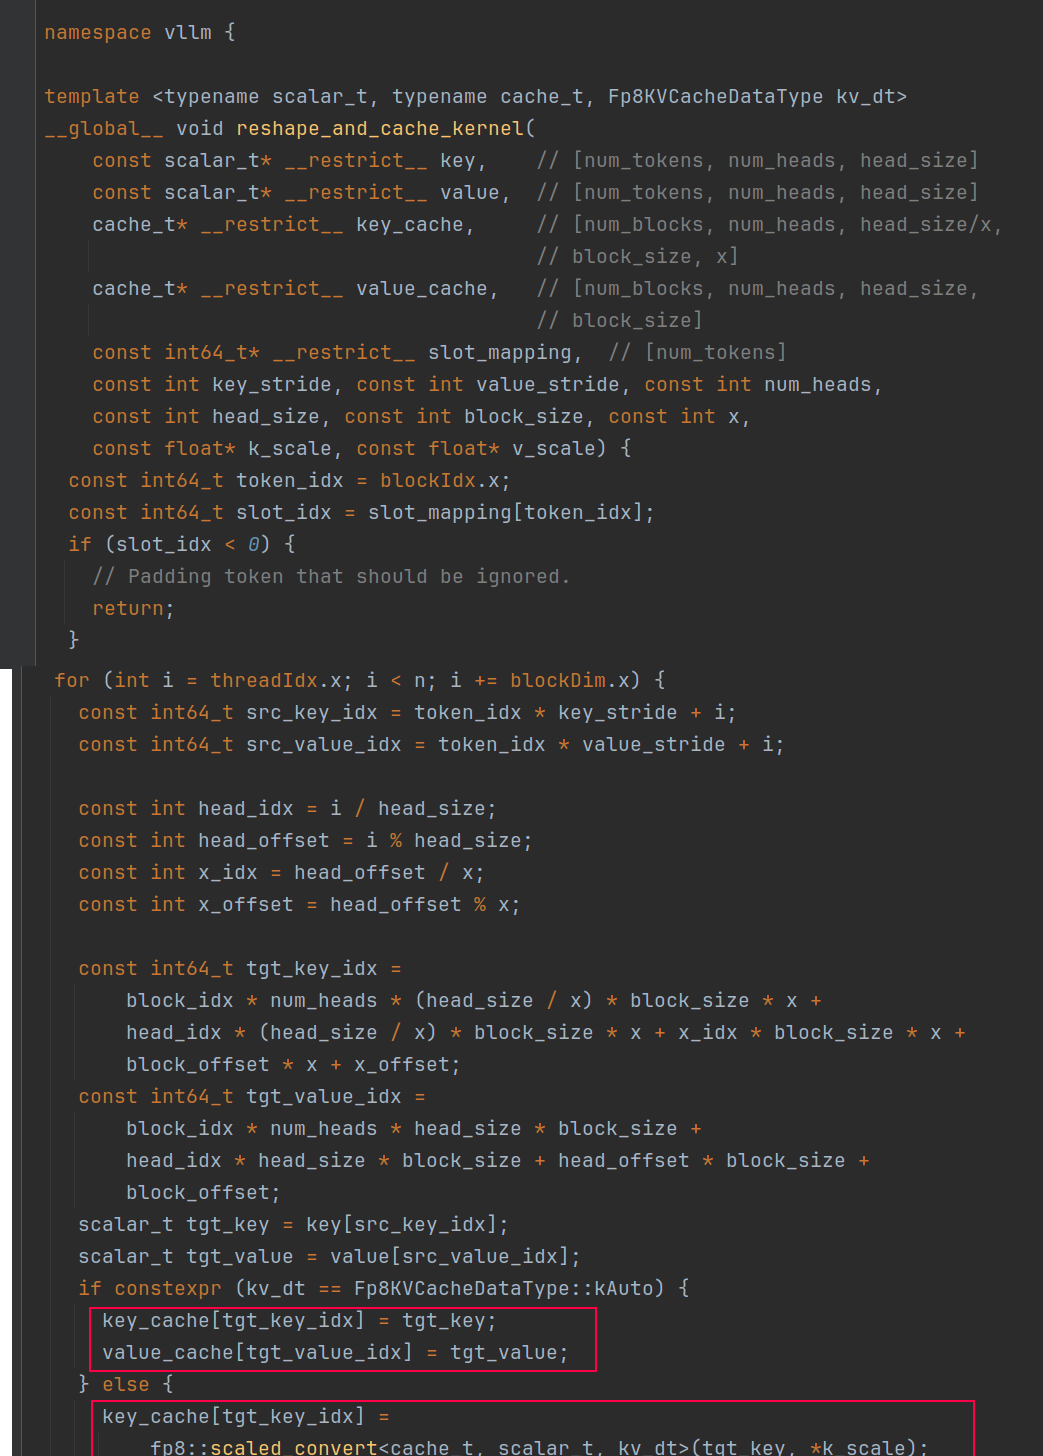 namespace vllm {
template <typename scalar_t, typename cache_t, Fp8KVCacheDataType kv_dt>
__global__ void reshape_and_cache_kernel(
    const scalar_t* __restrict__ key,    // [num_tokens, num_heads, head_size]
    const scalar_t* __restrict__ value,  // [num_tokens, num_heads, head_size]
    cache_t* __restrict__ key_cache,     // [num_blocks, num_heads, head_size/x,
                                         // block_size, x]
    cache_t* __restrict__ value_cache,   // [num_blocks, num_heads, head_size,
                                         // block_size]
    const int64_t* __restrict__ slot_mapping,  // [num_tokens]
    const int key_stride, const int value_stride, const int num_heads,
    const int head_size, const int block_size, const int x,
    const float* k_scale, const float* v_scale) {
  const int64_t token_idx = blockIdx.x;
  const int64_t slot_idx = slot_mapping[token_idx];
  if (slot_idx < 0) {
    // Padding token that should be ignored.
    return;
  }
  for (int i = threadIdx.x; i < n; i += blockDim.x) {
    const int64_t src_key_idx = token_idx * key_stride + i;
    const int64_t src_value_idx = token_idx * value_stride + i;
    const int head_idx = i / head_size;
    const int head_offset = i % head_size;
    const int x_idx = head_offset / x;
    const int x_offset = head_offset % x;
    const int64_t tgt_key_idx =
        block_idx * num_heads * (head_size / x) * block_size * x +
        head_idx * (head_size / x) * block_size * x + x_idx * block_size * x +
        block_offset * x + x_offset;
    const int64_t tgt_value_idx =
        block_idx * num_heads * head_size * block_size +
        head_idx * head_size * block_size + head_offset * block_size +
        block_offset;
    scalar_t tgt_key = key[src_key_idx];
    scalar_t tgt_value = value[src_value_idx];
    if constexpr (kv_dt == Fp8KVCacheDataType::kAuto) {
      key_cache[tgt_key_idx] = tgt_key;
      value_cache[tgt_value_idx] = tgt_value;
    } else {
      key_cache[tgt_key_idx] =
          fp8::scaled_convert<cache_t, scalar_t, kv_dt>(tgt_key, *k_scale);